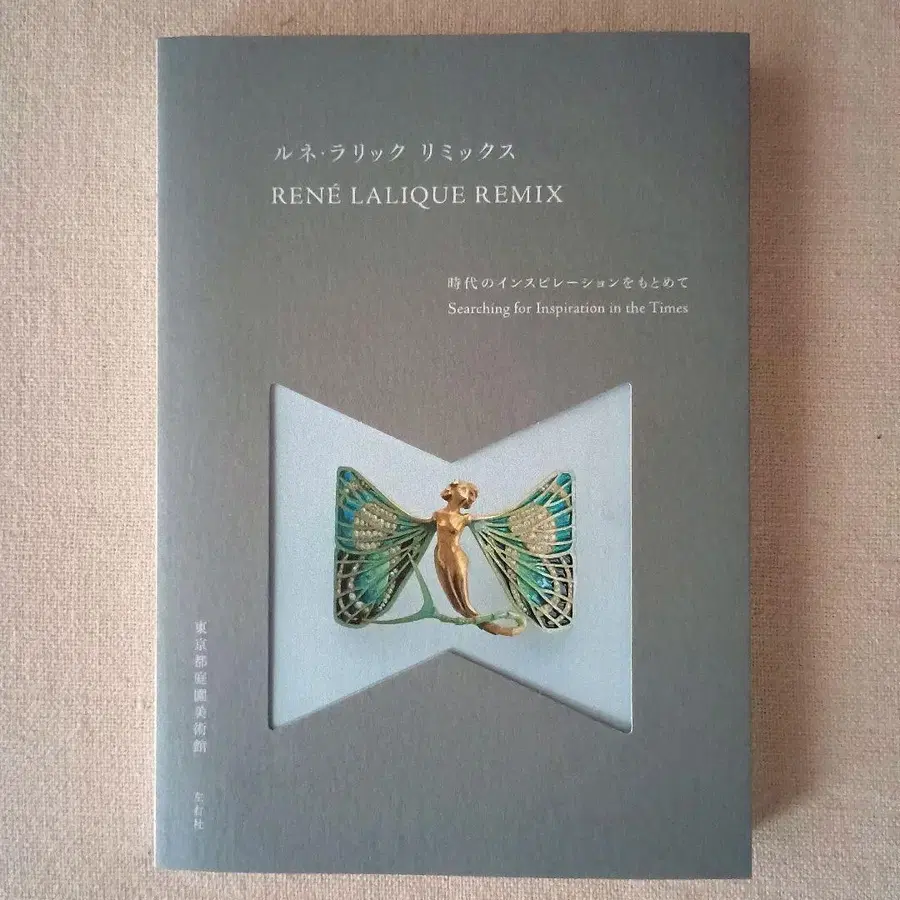 ルネ・ラリック リミックス
RENÉ LALIQUE REMIX
時代のインスピレーションをもとめて
Searching for Inspiration in the Times
東京都庭園美術館
左右社